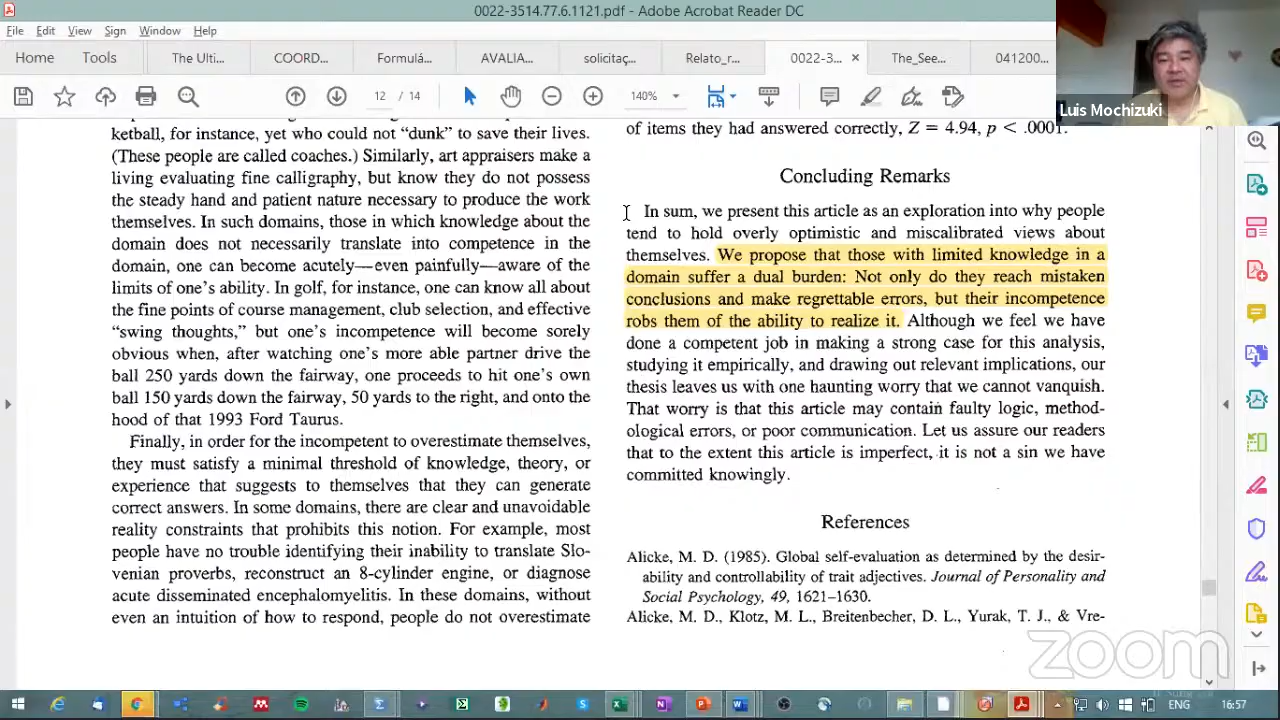 0022-3514.77.6.1121.pdf - Adobe Acrobat Reader DC
File Edit View Sign Window Help
Home Tools The Ulti... COORD... Formulá... AVALIA... solicitaç... Relato_r... 0022-3... × The_See... 041200...
12 / 14 140%
Luis Mochizuki
ketball, for instance, yet who could not “dunk” to save their lives.
(These people are called coaches.) Similarly, art appraisers make a
living evaluating fine calligraphy, but know they do not possess
the steady hand and patient nature necessary to produce the work
themselves. In such domains, those in which knowledge about the
domain does not necessarily translate into competence in the
domain, one can become acutely—even painfully—aware of the
limits of one’s ability. In golf, for instance, one can know all about
the fine points of course management, club selection, and effective
“swing thoughts,” but one’s incompetence will become sorely
obvious when, after watching one’s more able partner drive the
ball 250 yards down the fairway, one proceeds to hit one’s own
ball 150 yards down the fairway, 50 yards to the right, and onto the
hood of that 1993 Ford Taurus.
Finally, in order for the incompetent to overestimate themselves,
they must satisfy a minimal threshold of knowledge, theory, or
experience that suggests to themselves that they can generate
correct answers. In some domains, there are clear and unavoidable
reality constraints that prohibits this notion. For example, most
people have no trouble identifying their inability to translate Slo-
venian proverbs, reconstruct an 8-cylinder engine, or diagnose
acute disseminated encephalomyelitis. In these domains, without
even an intuition of how to respond, people do not overestimate
of items they had answered correctly, Z = 4.94, p < .0001.
Concluding Remarks
In sum, we present this article as an exploration into why people
tend to hold overly optimistic and miscalibrated views about
themselves. We propose that those with limited knowledge in a
domain suffer a dual burden: Not only do they reach mistaken
conclusions and make regrettable errors, but their incompetence
robs them of the ability to realize it. Although we feel we have
done a competent job in making a strong case for this analysis,
studying it empirically, and drawing out relevant implications, our
thesis leaves us with one haunting worry that we cannot vanquish.
That worry is that this article may contain faulty logic, method-
ological errors, or poor communication. Let us assure our readers
that to the extent this article is imperfect, it is not a sin we have
committed knowingly.
References
Alicke, M. D. (1985). Global self-evaluation as determined by the desir-
ability and controllability of trait adjectives. Journal of Personality and
Social Psychology, 49, 1621–1630.
Alicke, M. D., Klotz, M. L., Breitenbecher, D. L., Yurak, T. J., & Vre-
zoom
ENG 16:57